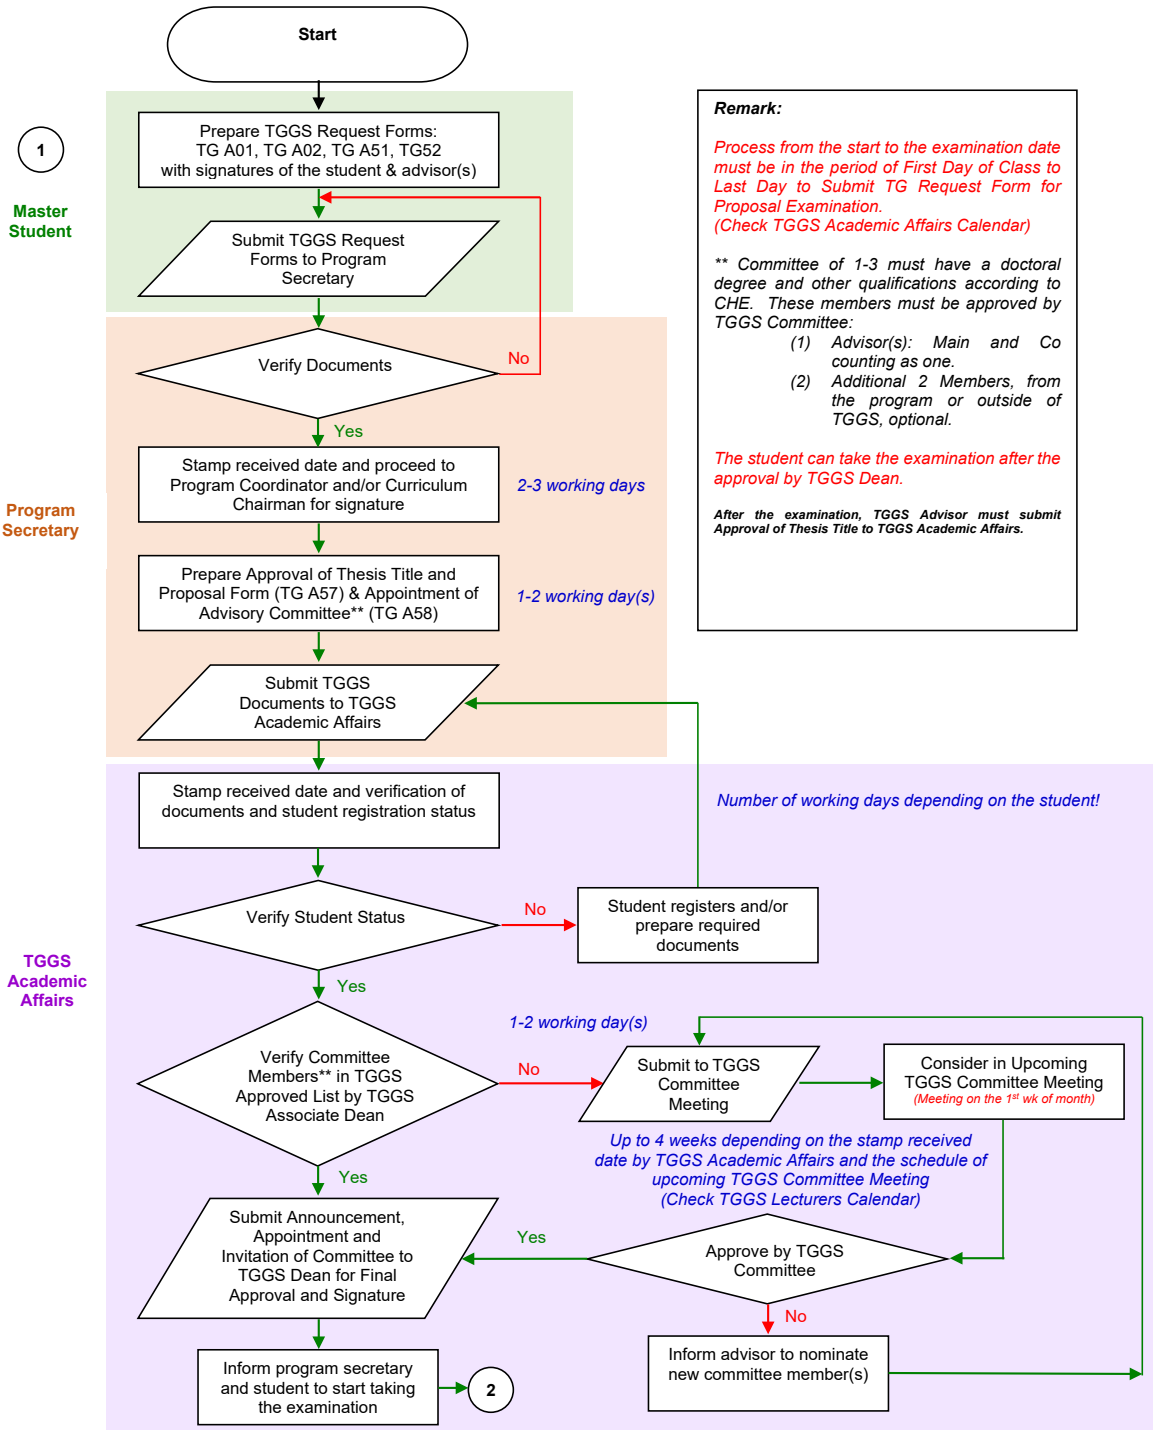 Start
1
Master
Student
Prepare TGGS Request Forms:
TG A01, TG A02, TG A51, TG52
with signatures of the student & advisor(s)
Submit TGGS Request
Forms to Program
Secretary
Remark:
Process from the start to the examination date
must be in the period of First Day of Class to
Last Day to Submit TG Request Form for
Proposal Examination.
(Check TGGS Academic Affairs Calendar)
** Committee of 1-3 must have a doctoral
degree and other qualifications according to
CHE. These members must be approved by
TGGS Committee:
(1) Advisor(s): Main and Co
counting as one.
(2) Additional 2 Members, from
the program or outside of
TGGS, optional.
The student can take the examination after the
approval by TGGS Dean.
After the examination, TGGS Advisor must submit
Approval of Thesis Title to TGGS Academic Affairs.
Program
Secretary
Verify Documents
No
Yes
Stamp received date and proceed to
Program Coordinator and/or Curriculum
Chairman for signature
2-3 working days
Prepare Approval of Thesis Title and
Proposal Form (TG A57) & Appointment of
Advisory Committee** (TG A58)
1-2 working day(s)
Submit TGGS
Documents to TGGS
Academic Affairs
TGGS
Academic
Affairs
Stamp received date and verification of
documents and student registration status
Number of working days depending on the student!
Verify Student Status
No
Student registers and/or
prepare required
documents
Yes
1-2 working day(s)
Verify Committee
Members** in TGGS
Approved List by TGGS
Associate Dean
No
Submit to TGGS
Committee
Meeting
Consider in Upcoming
TGGS Committee Meeting
(Meeting on the 1st wk of month)
Up to 4 weeks depending on the stamp received
date by TGGS Academic Affairs and the schedule of
upcoming TGGS Committee Meeting
(Check TGGS Lecturers Calendar)
Yes
Submit Announcement,
Appointment and
Invitation of Committee to
TGGS Dean for Final
Approval and Signature
Yes
Approve by TGGS
Committee
No
Inform advisor to nominate
new committee member(s)
Inform program secretary
and student to start taking
the examination
2